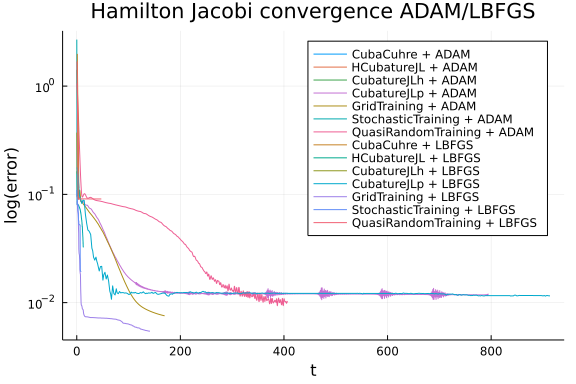 Hamilton Jacobi convergence ADAM/LBFGS
CubaCuhre + ADAM
HCubatureJL + ADAM
CubatureJLh + ADAM
CubatureJLp + ADAM
GridTraining + ADAM
StochasticTraining + ADAM
QuasiRandomTraining + ADAM
CubaCuhre + LBFGS
HCubatureJL + LBFGS
CubatureJLh + LBFGS
CubatureJLp + LBFGS
GridTraining + LBFGS
StochasticTraining + LBFGS
QuasiRandomTraining + LBFGS
log(error)
10⁰
10⁻¹
10⁻²
0 200 400 600 800
t